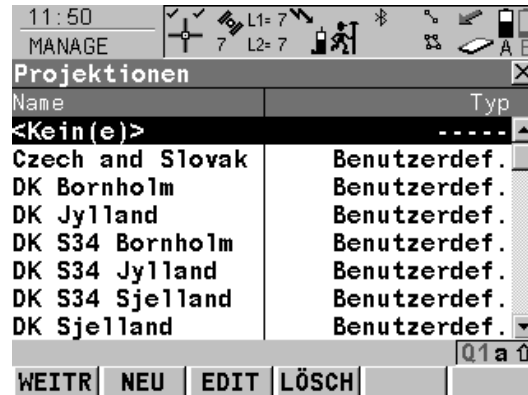 11:50
MANAGE
L1= 7
7 L2= 7
A B
Projektionen
Name Typ
<Kein(e)> -----
Czech and Slovak Benutzerdef.
DK Bornholm Benutzerdef.
DK Jylland Benutzerdef.
DK S34 Bornholm Benutzerdef.
DK S34 Jylland Benutzerdef.
DK S34 Sjelland Benutzerdef.
DK Sjelland Benutzerdef.
Q1 a
WEITR NEU EDIT LÖSCH